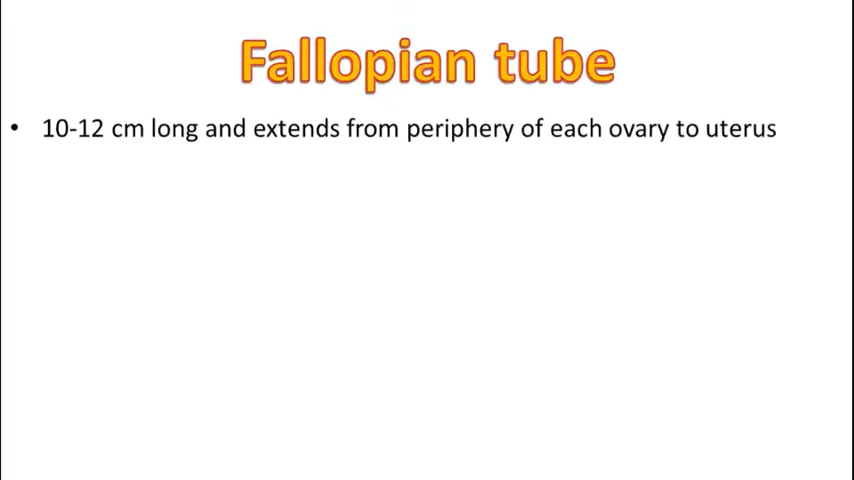 Fallopian tube
• 10-12 cm long and extends from periphery of each ovary to uterus